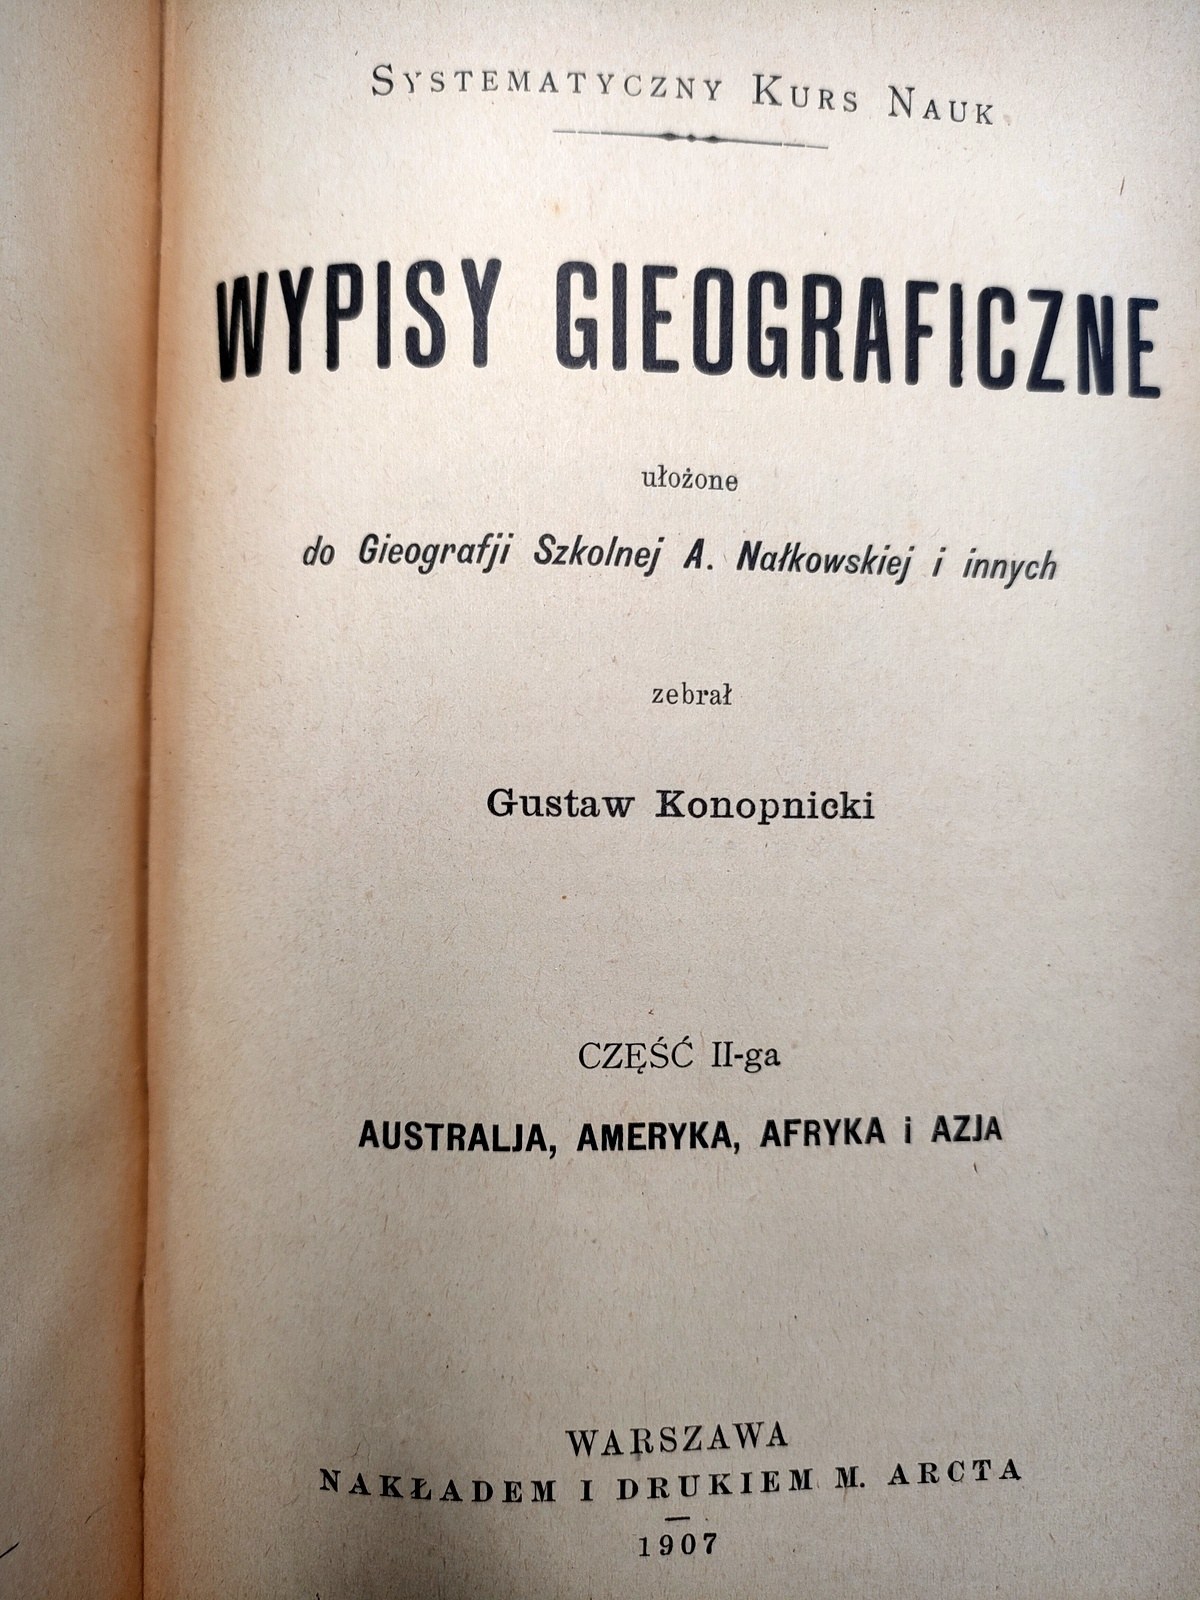 Systematyczny Kurs Nauk
WYPISY GIEOGRAFICZNE
ułożone
do Gieografji Szkolnej A. Nałkowskiej i innych
zebrał
Gustaw Konopnicki
CZĘŚĆ II-ga
AUSTRALJA, AMERYKA, AFRYKA i AZJA
WARSZAWA
NAKŁADEM I DRUKIEM M. ARCTA
1907